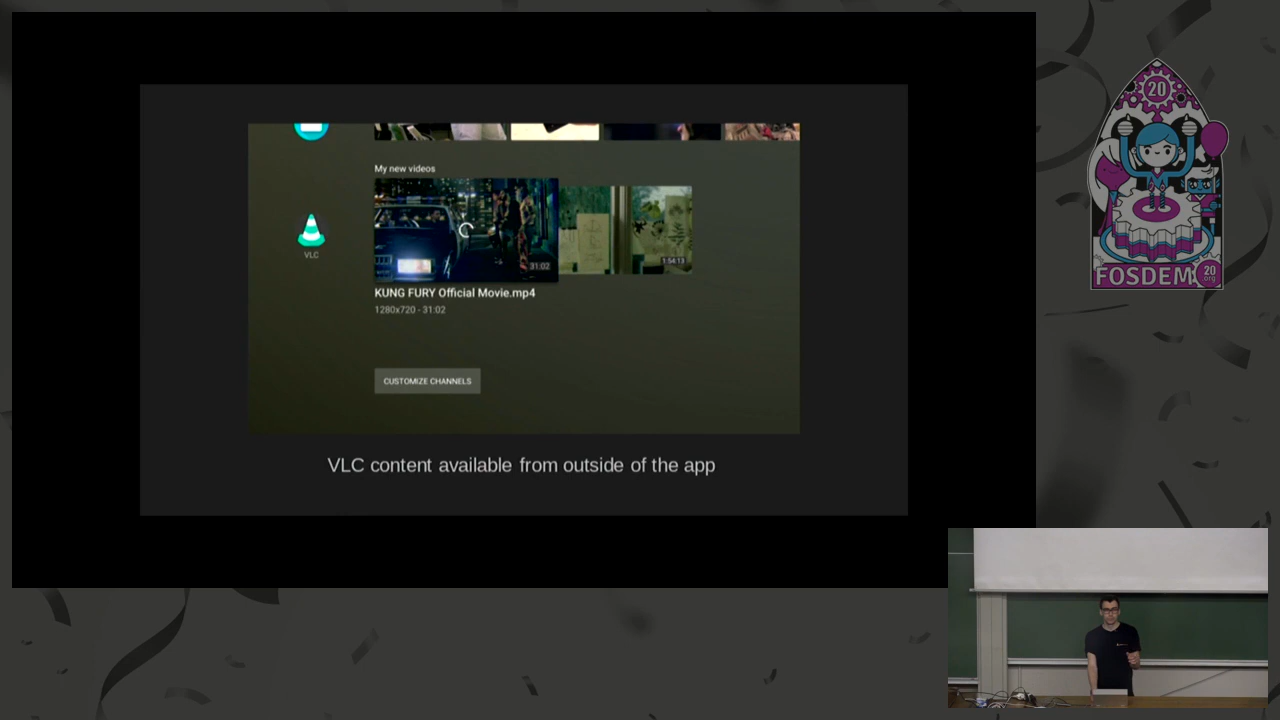 My new videos
31:02
1:54:13
VLC
KUNG FURY Official Movie.mp4
1280x720 - 31:02
CUSTOMIZE CHANNELS
VLC content available from outside of the app
20
FOSDEM
20
org